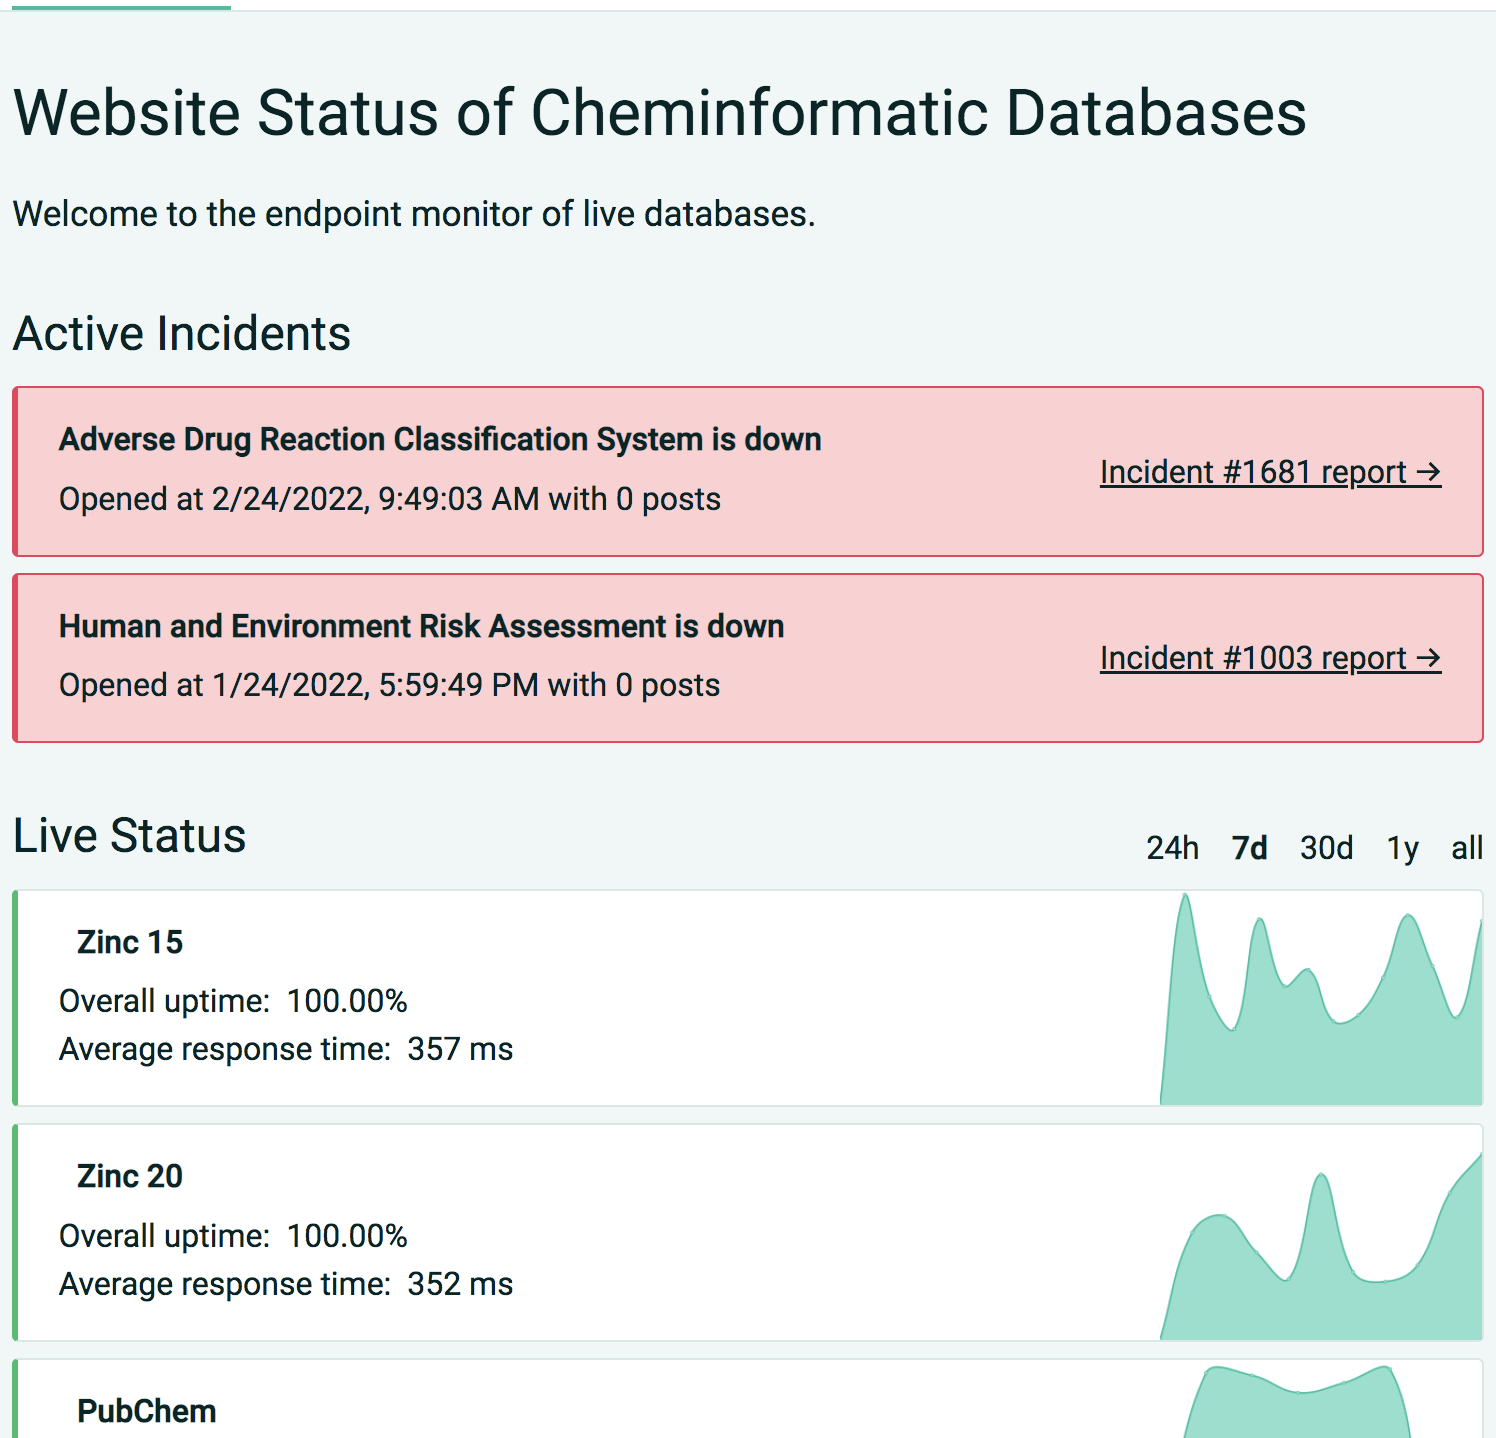 Website Status of Cheminformatic Databases
Welcome to the endpoint monitor of live databases.
Active Incidents
Adverse Drug Reaction Classification System is down
Opened at 2/24/2022, 9:49:03 AM with 0 posts
Incident #1681 report →
Human and Environment Risk Assessment is down
Opened at 1/24/2022, 5:59:49 PM with 0 posts
Incident #1003 report →
Live Status
24h 7d 30d 1y all
Zinc 15
Overall uptime: 100.00%
Average response time: 357 ms
Zinc 20
Overall uptime: 100.00%
Average response time: 352 ms
PubChem